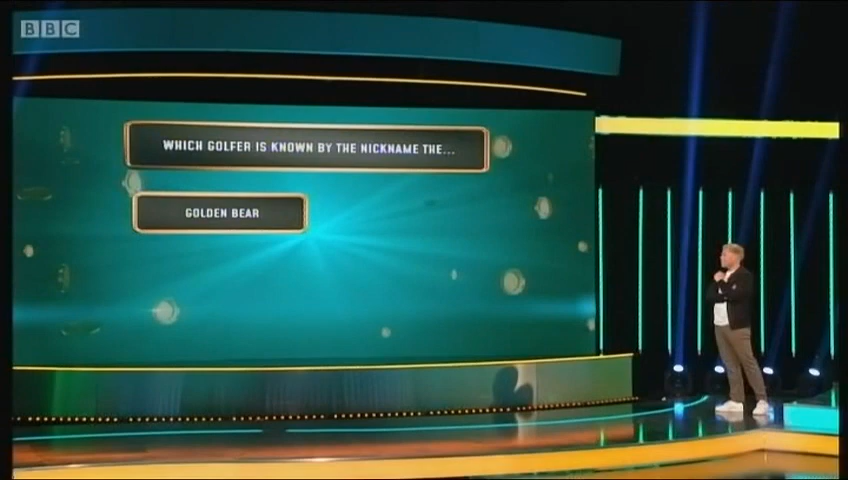 BBC
WHICH GOLFER IS KNOWN BY THE NICKNAME THE...
GOLDEN BEAR